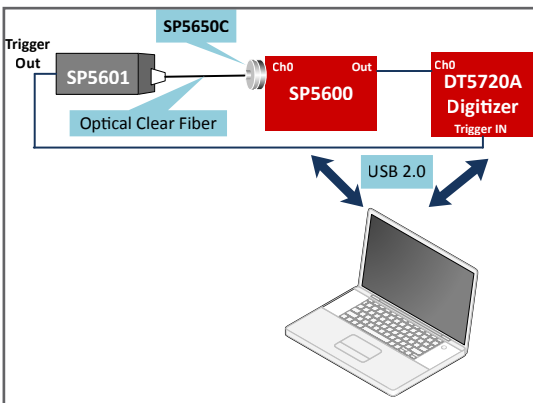 SP5650C
Trigger
Out
SP5601
Ch0
Out
SP5600
Ch0
DT5720A
Digitizer
Trigger IN
Optical Clear Fiber
USB 2.0